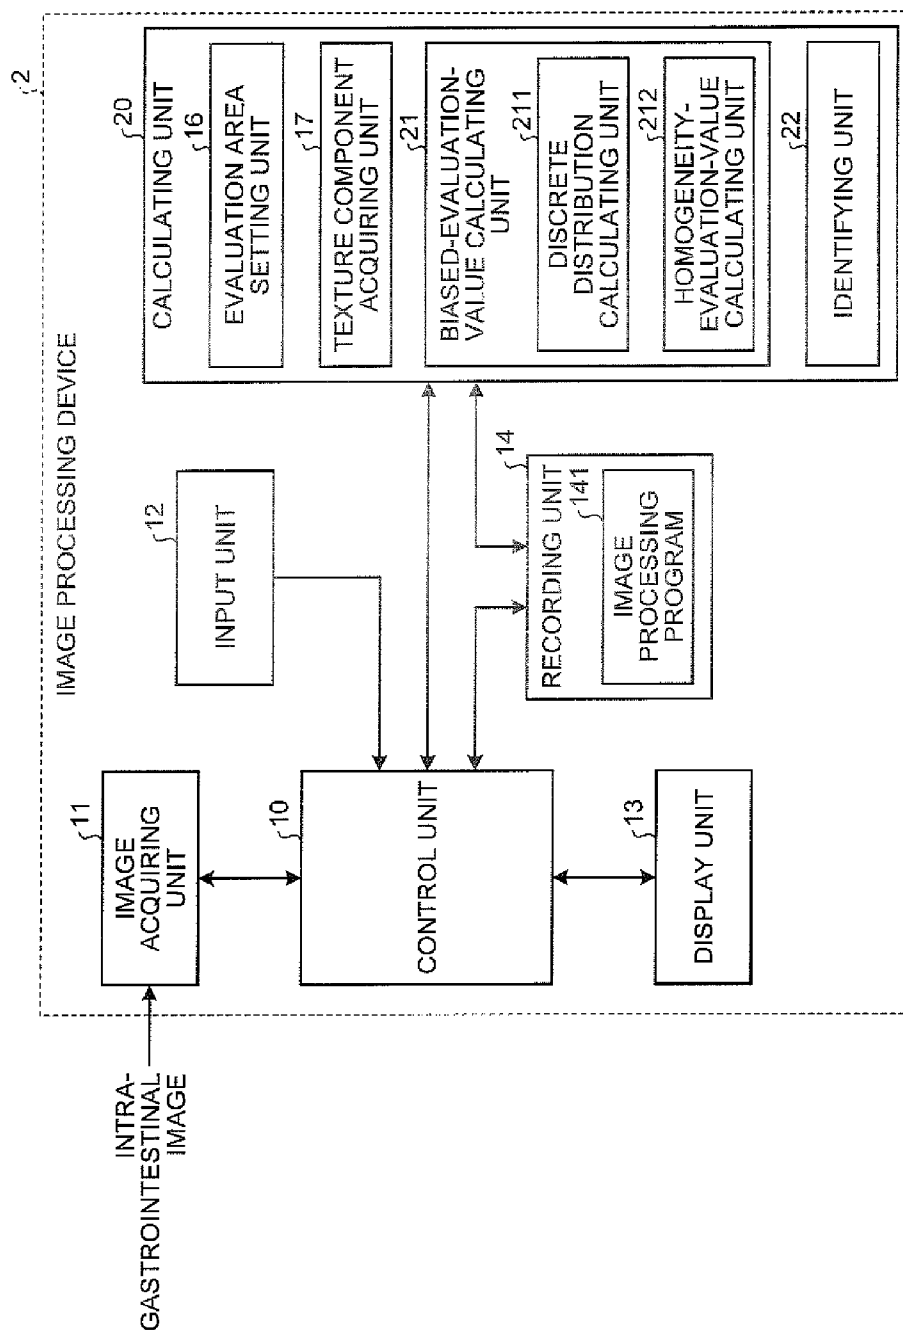 2
IMAGE PROCESSING DEVICE
INTRA-
GASTROINTESTINAL
IMAGE
11
IMAGE
ACQUIRING
UNIT
10
CONTROL UNIT
13
DISPLAY UNIT
12
INPUT UNIT
14
RECORDING UNIT
141
IMAGE
PROCESSING
PROGRAM
20
CALCULATING UNIT
16
EVALUATION AREA
SETTING UNIT
17
TEXTURE COMPONENT
ACQUIRING UNIT
21
BIASED-EVALUATION-
VALUE CALCULATING
UNIT
211
DISCRETE
DISTRIBUTION
CALCULATING UNIT
212
HOMOGENEITY-
EVALUATION-VALUE
CALCULATING UNIT
22
IDENTIFYING UNIT